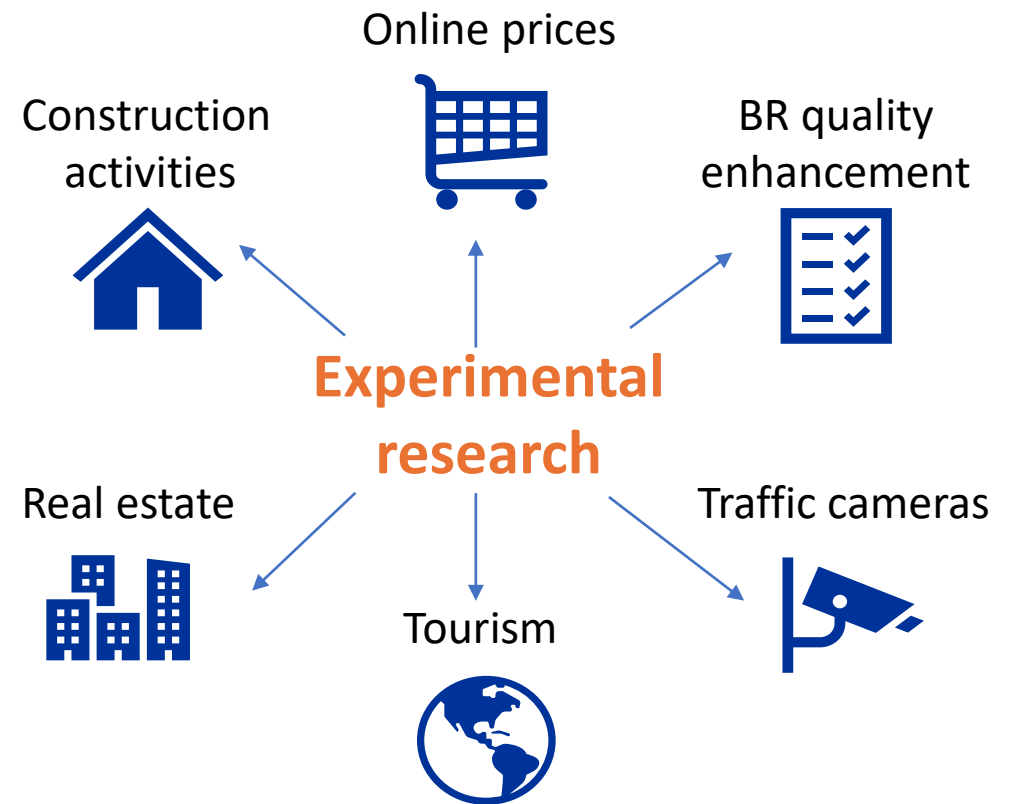 Online prices
Construction
activities
BR quality
enhancement
Experimental
research
Real estate
Traffic cameras
Tourism